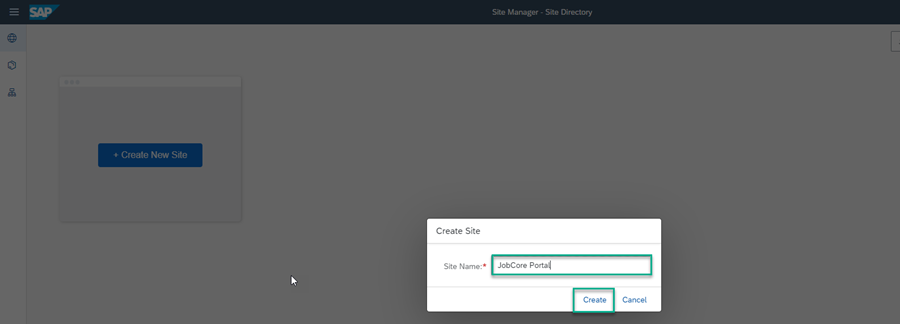 SAP
Site Manager - Site Directory
+ Create New Site
Create Site
Site Name:*
JobCore Portal
Create
Cancel